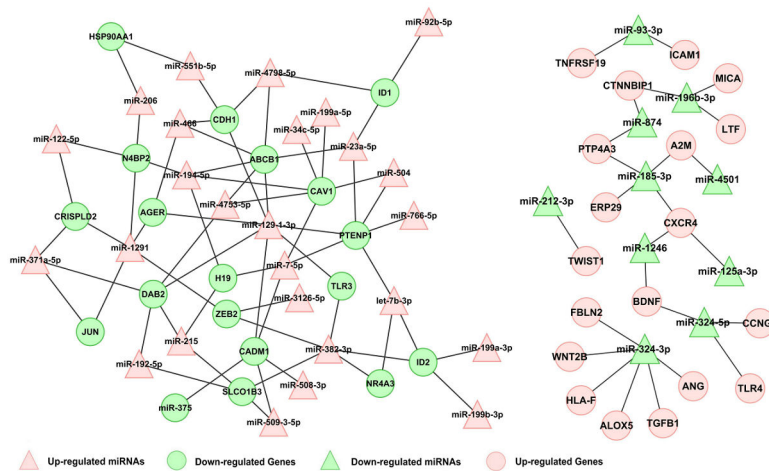 miR-92b-5p
HSP90AA1
miR-551b-5p
miR-4798-5p
ID1
miR-206
miR-199a-5p
CDH1
miR-466
miR-34c-5p
miR-122-5p
miR-23a-5p
N4BP2
ABCB1
miR-194-5p
miR-504
CAV1
miR-4753-5p
CRISPLD2
AGER
miR-129-1-3p
miR-766-5p
PTENP1
miR-1291
miR-371a-5p
H19
miR-7-5p
TLR3
DAB2
miR-3126-5p
let-7b-3p
ZEB2
JUN
miR-215
miR-382-3p
CADM1
miR-199a-3p
miR-192-5p
ID2
SLCO1B3
miR-508-3p
NR4A3
miR-375
miR-509-3-5p
miR-199b-3p
miR-93-3p
TNFRSF19
ICAM1
CTNNBIP1
MICA
miR-196b-3p
miR-874
LTF
PTP4A3
A2M
miR-185-3p
miR-4501
miR-212-3p
ERP29
CXCR4
miR-1246
TWIST1
miR-125a-3p
BDNF
FBLN2
miR-324-5p
CCNG
WNT2B
miR-324-3p
HLA-F
ANG
TLR4
ALOX5
TGFB1
Up-regulated miRNAs Down-regulated Genes Down-regulated miRNAs Up-regulated Genes